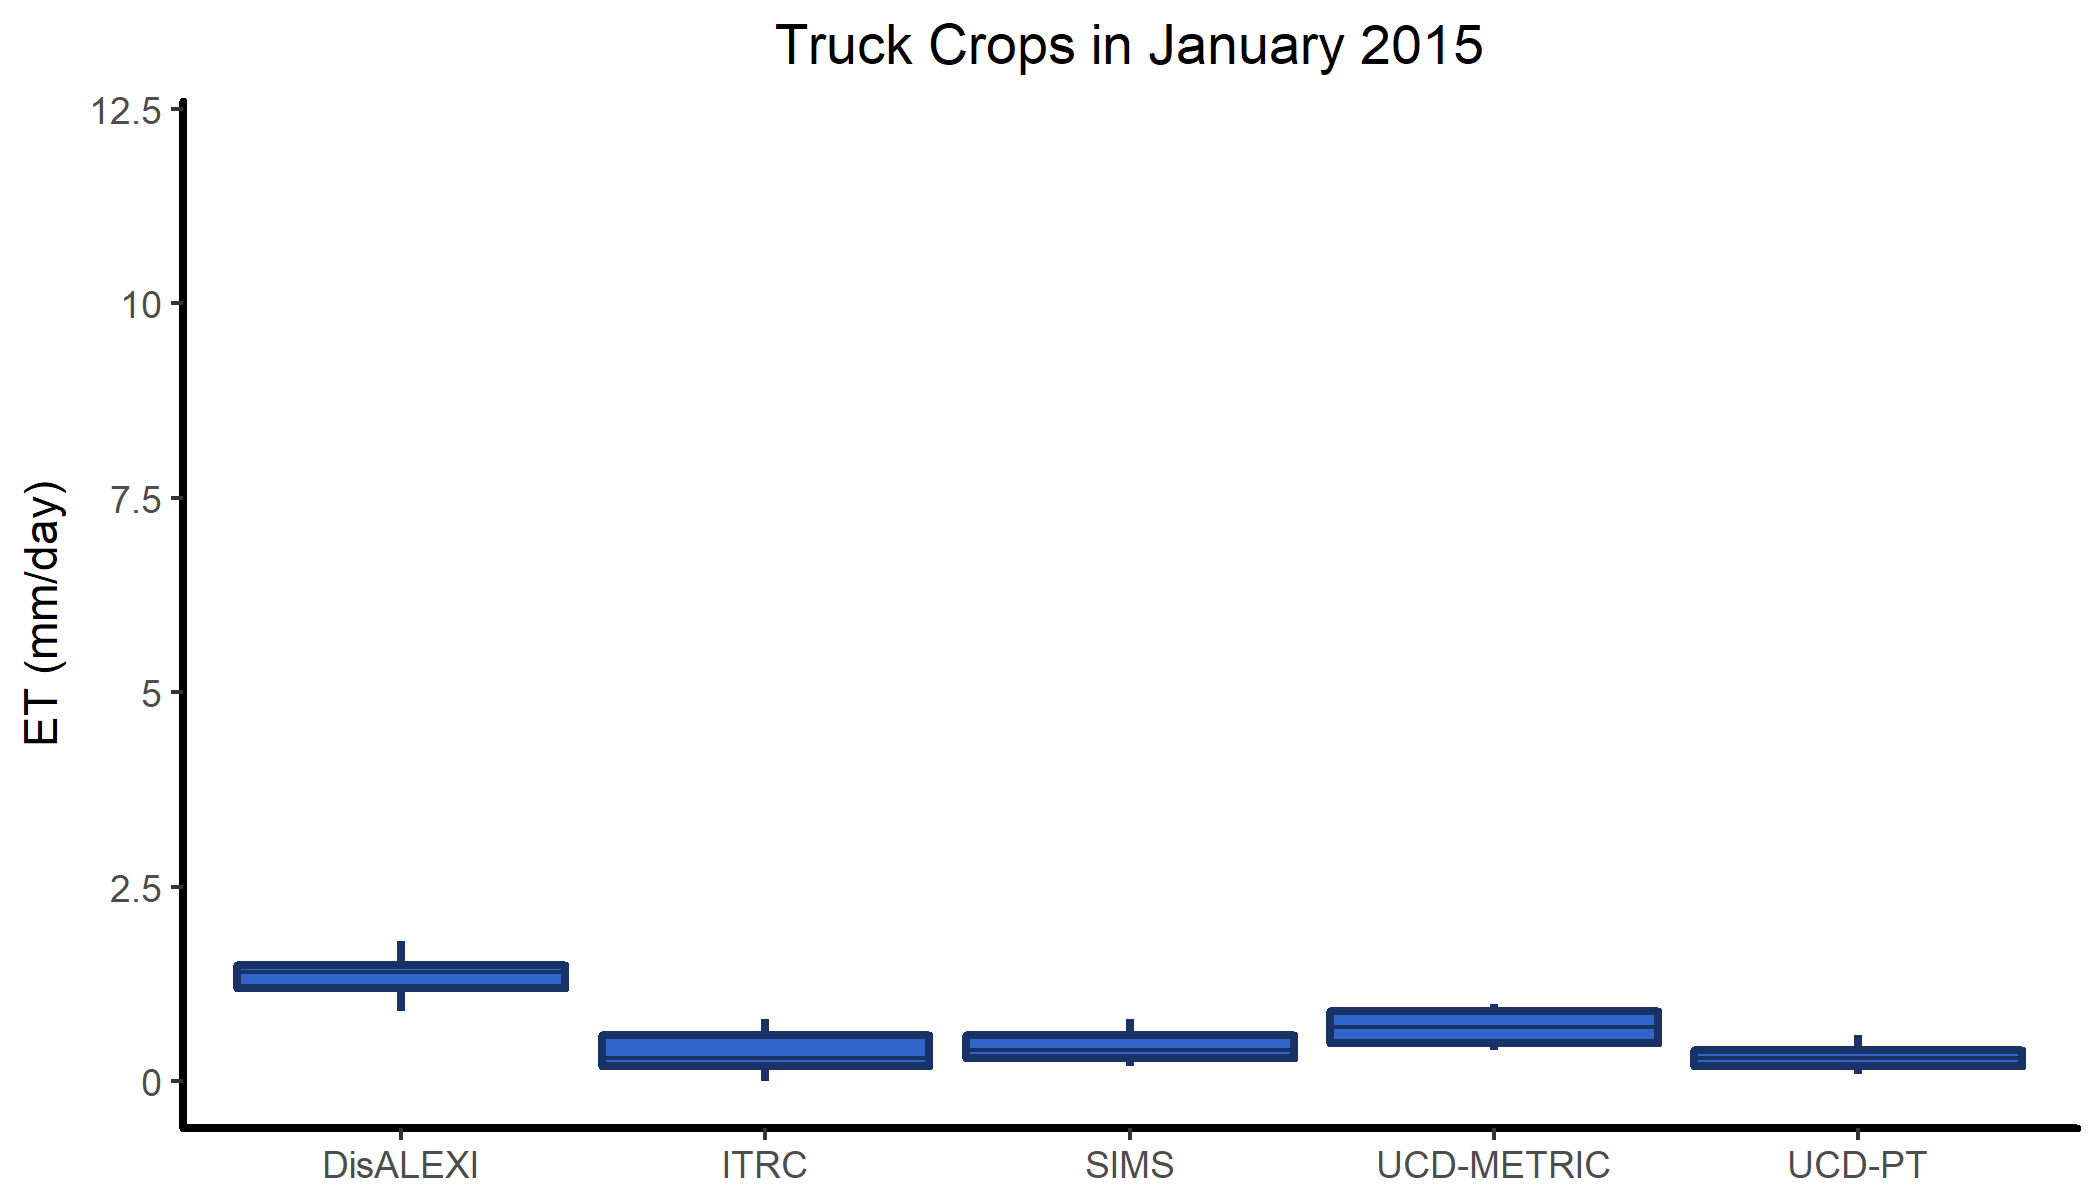 Truck Crops in January 2015
12.5
10
7.5
5
2.5
0
ET (mm/day)
DisALEXI ITRC SIMS UCD-METRIC UCD-PT